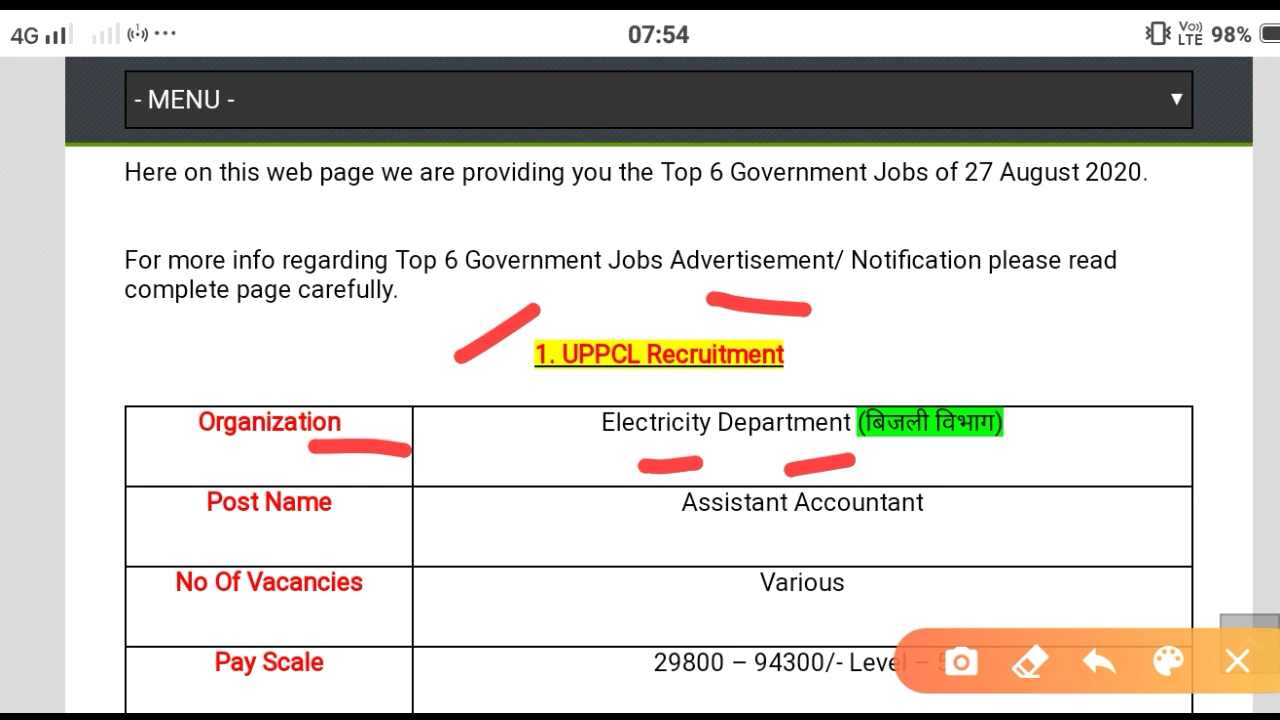 4G 07:54 Vo)) LTE 98%
- MENU -
Here on this web page we are providing you the Top 6 Government Jobs of 27 August 2020.
For more info regarding Top 6 Government Jobs Advertisement/ Notification please read
complete page carefully.
1. UPPCL Recruitment
Organization Electricity Department (बिजली विभाग)
Post Name Assistant Accountant
No Of Vacancies Various
Pay Scale 29800 – 94300/- Level –